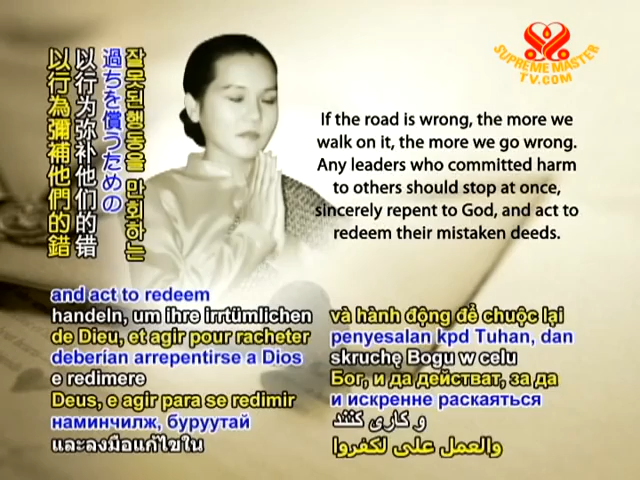 SUPREME MASTER
TV.COM
If the road is wrong, the more we
walk on it, the more we go wrong.
Any leaders who committed harm
to others should stop at once,
sincerely repent to God, and act to
redeem their mistaken deeds.
잘못된 행동을 만회하는
過ちを償うための
以行为弥补他们的错
以行為彌補他們的錯
and act to redeem
handeln, um ihre irrtümlichen
de Dieu, et agir pour racheter
deberían arrepentirse a Dios
e redimere
Deus, e agir para se redimir
наминчилж, буруутай
และลงมือแก้ไขใน
và hành động để chuộc lại
penyesalan kpd Tuhan, dan
skruchę Bogu w celu
Бог, и да действат, за да
и искренне раскаяться
و کاری کنند
والعمل على لكفروا